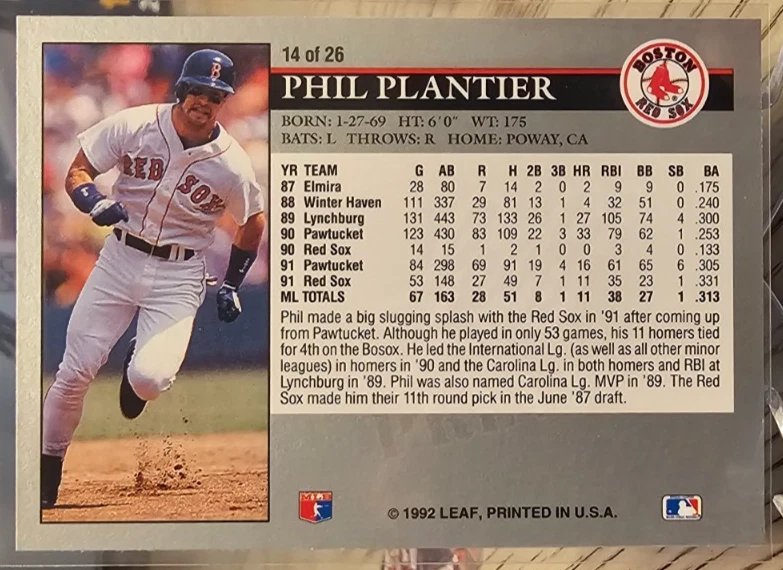 14 of 26
PHIL PLANTIER
BOSTON
RED SOX
BORN: 1-27-69 HT: 6'0" WT: 175
BATS: L THROWS: R HOME: POWAY, CA
B
RED SOX
YR TEAM G AB R H 2B 3B HR RBI BB SB BA
87 Elmira 28 80 7 14 2 0 2 9 9 0 .175
88 Winter Haven 111 337 29 81 13 1 4 32 51 0 .240
89 Lynchburg 131 443 73 133 26 1 27 105 74 4 .300
90 Pawtucket 123 430 83 109 22 3 33 79 62 1 .253
90 Red Sox 14 15 1 2 1 0 0 3 4 0 .133
91 Pawtucket 84 298 69 91 19 4 16 61 65 6 .305
91 Red Sox 53 148 27 49 7 1 11 35 23 1 .331
ML TOTALS 67 163 28 51 8 1 11 38 27 1 .313
Phil made a big slugging splash with the Red Sox in '91 after coming up
from Pawtucket. Although he played in only 53 games, his 11 homers tied
for 4th on the Bosox. He led the International Lg. (as well as all other minor
leagues) in homers in '90 and the Carolina Lg. in both homers and RBI at
Lynchburg in '89. Phil was also named Carolina Lg. MVP in '89. The Red
Sox made him their 11th round pick in the June '87 draft.
© 1992 LEAF, PRINTED IN U.S.A.